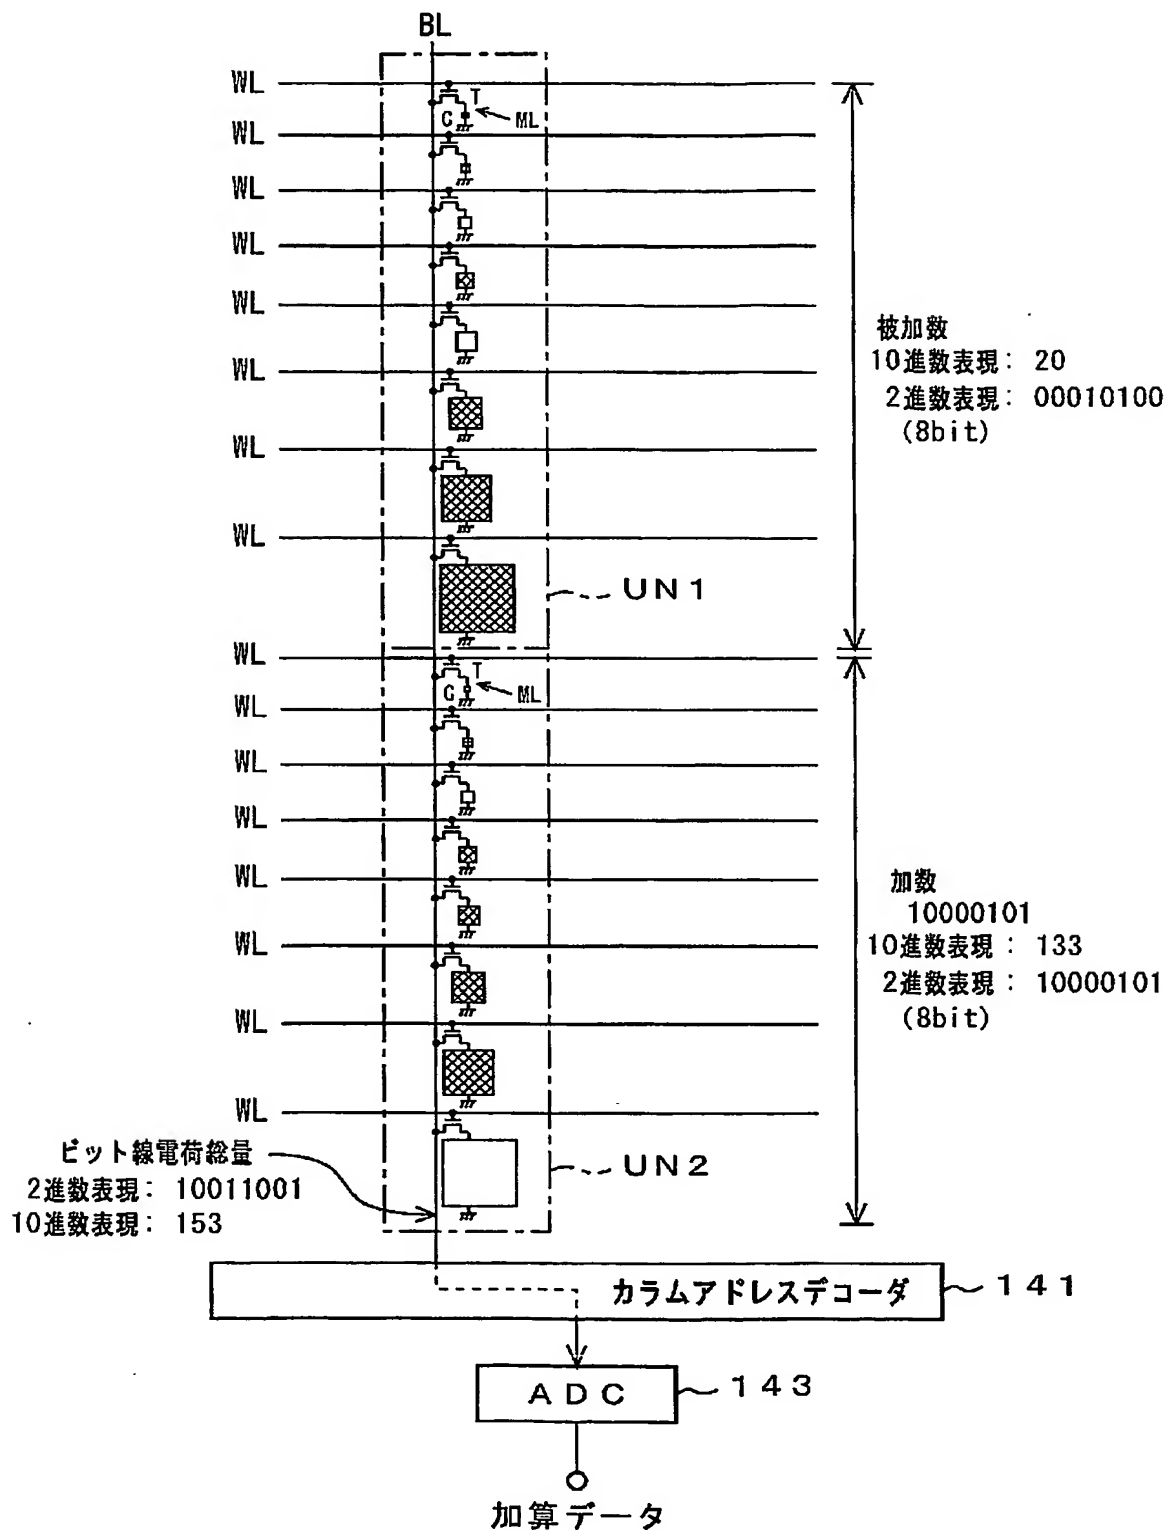 BL
WL
T
C
ML
WL
WL
WL
WL
WL
WL
WL
被加数
10進数表現： 20
2進数表現： 00010100
(8bit)
UN1
WL
T
C
ML
WL
WL
WL
WL
WL
WL
WL
加数
10000101
10進数表現： 133
2進数表現： 10000101
(8bit)
ビット線電荷総量
2進数表現： 10011001
10進数表現： 153
UN2
カラムアドレスデコーダ
141
ADC
143
加算データ